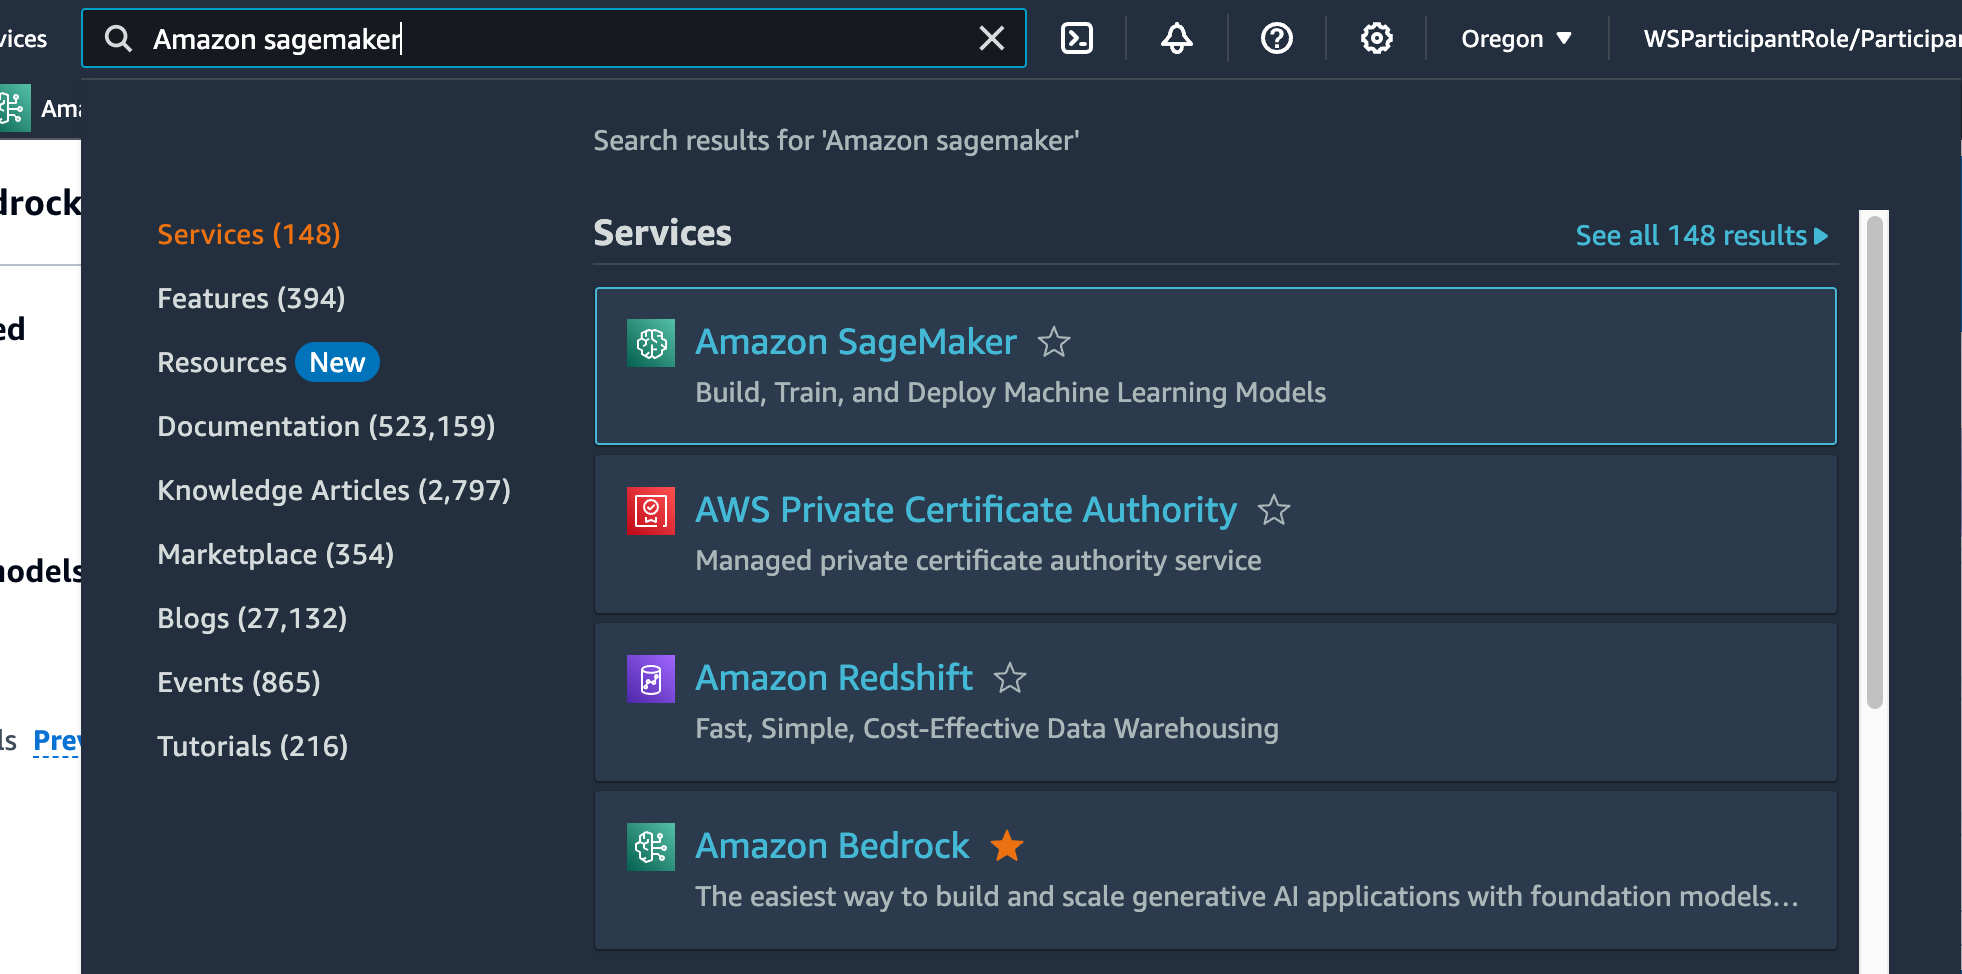 vices
Amazon sagemaker
Oregon
WSParticipantRole/Participa
Ama
Search results for 'Amazon sagemaker'
drock
Services (148)
Services
See all 148 results
Features (394)
ed
Resources New
Amazon SageMaker
Build, Train, and Deploy Machine Learning Models
Documentation (523,159)
Knowledge Articles (2,797)
AWS Private Certificate Authority
Managed private certificate authority service
Marketplace (354)
odels
Blogs (27,132)
Events (865)
Amazon Redshift
Fast, Simple, Cost-Effective Data Warehousing
ls Prev
Tutorials (216)
Amazon Bedrock
The easiest way to build and scale generative AI applications with foundation models...